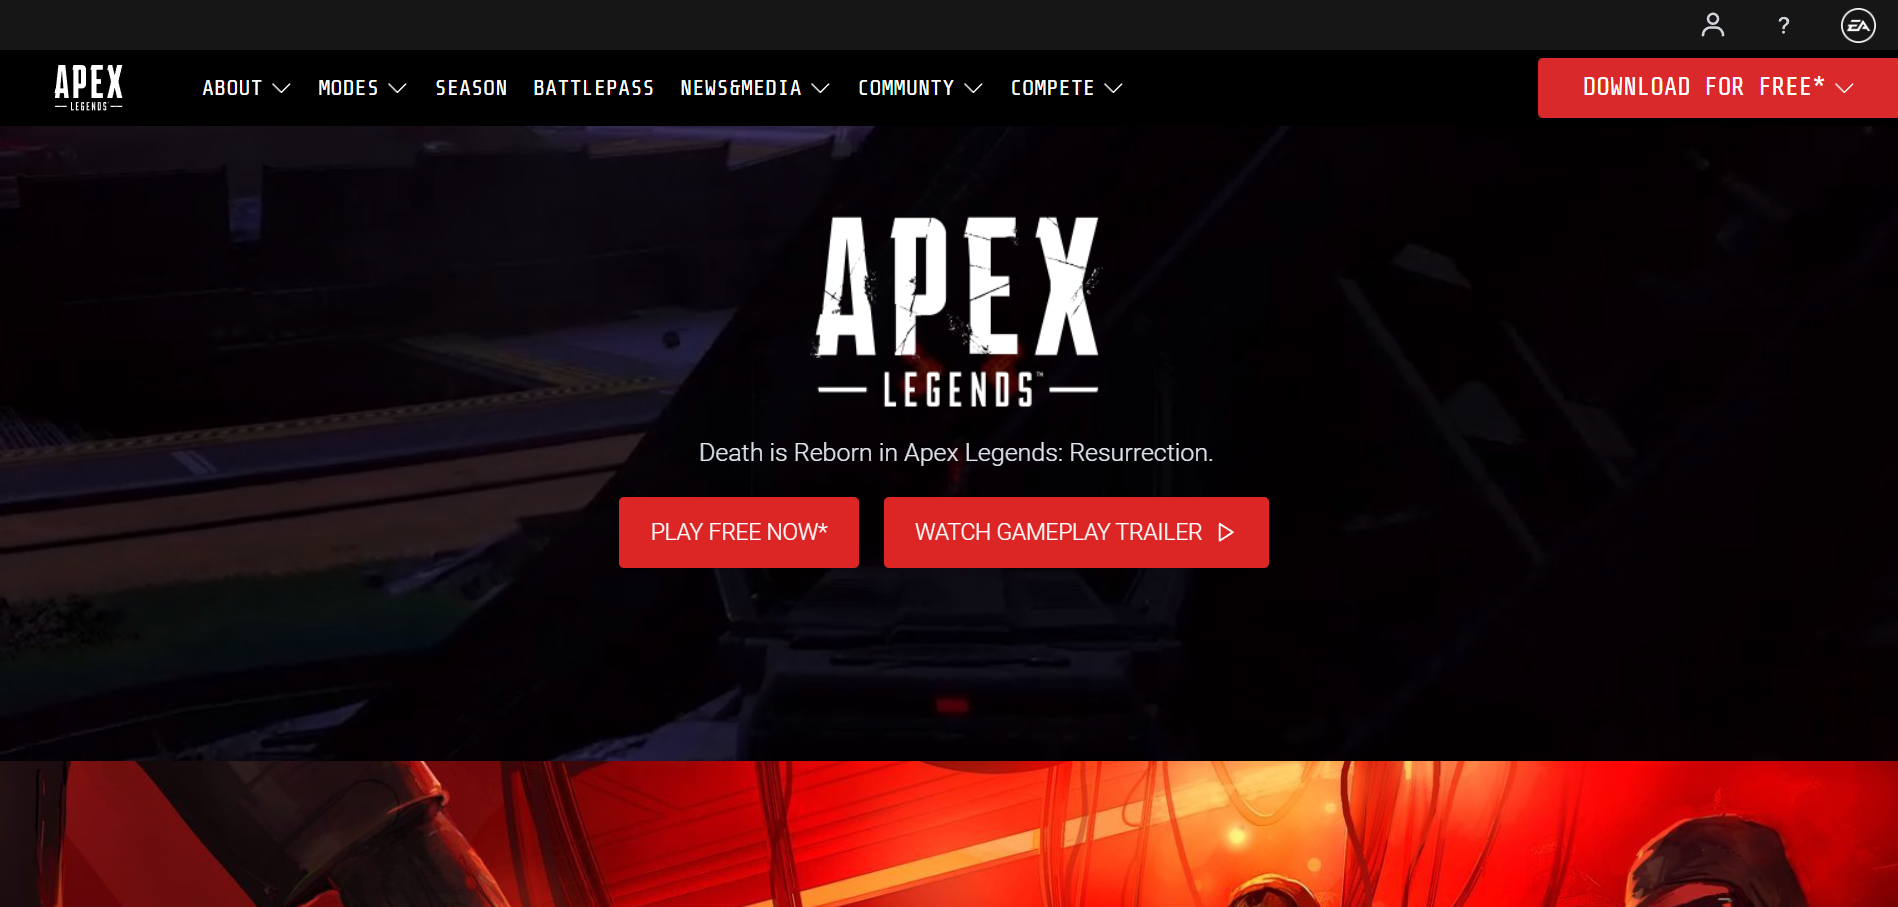 ?
EA
APEX
LEGENDS
ABOUT
MODES
SEASON
BATTLEPASS
NEWS&MEDIA
COMMUNTY
COMPETE
DOWNLOAD FOR FREE*
APEX
LEGENDS™
Death is Reborn in Apex Legends: Resurrection.
PLAY FREE NOW*
WATCH GAMEPLAY TRAILER